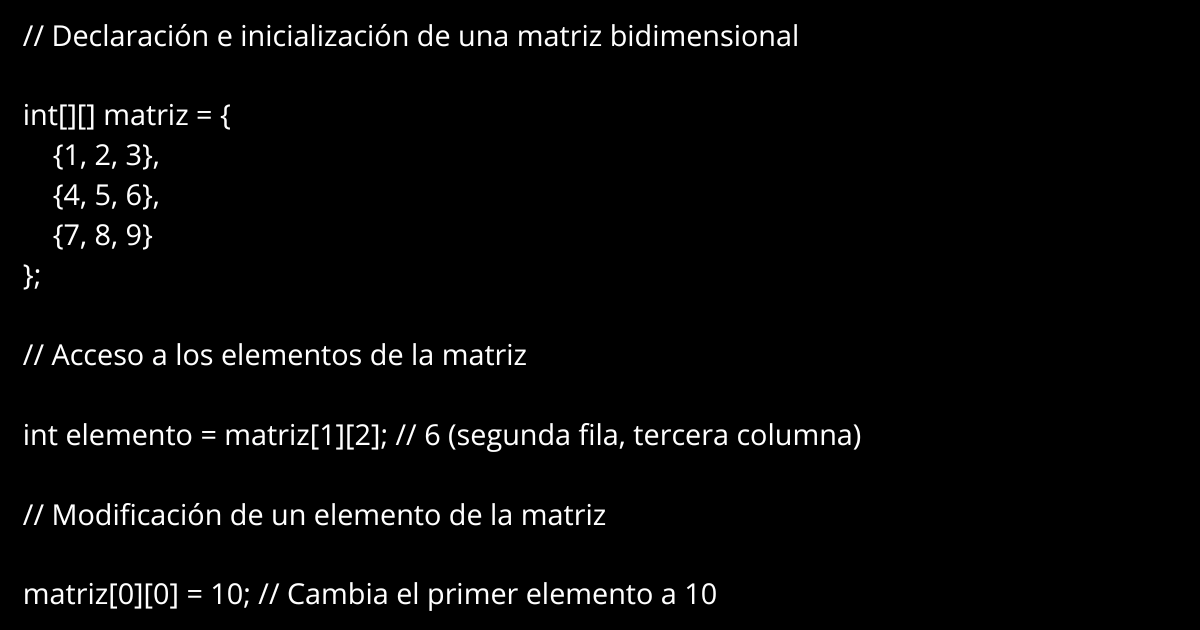 // Declaración e inicialización de una matriz bidimensional
int[][] matriz = {
{1, 2, 3},
{4, 5, 6},
{7, 8, 9}
};
// Acceso a los elementos de la matriz
int elemento = matriz[1][2]; // 6 (segunda fila, tercera columna)
// Modificación de un elemento de la matriz
matriz[0][0] = 10; // Cambia el primer elemento a 10